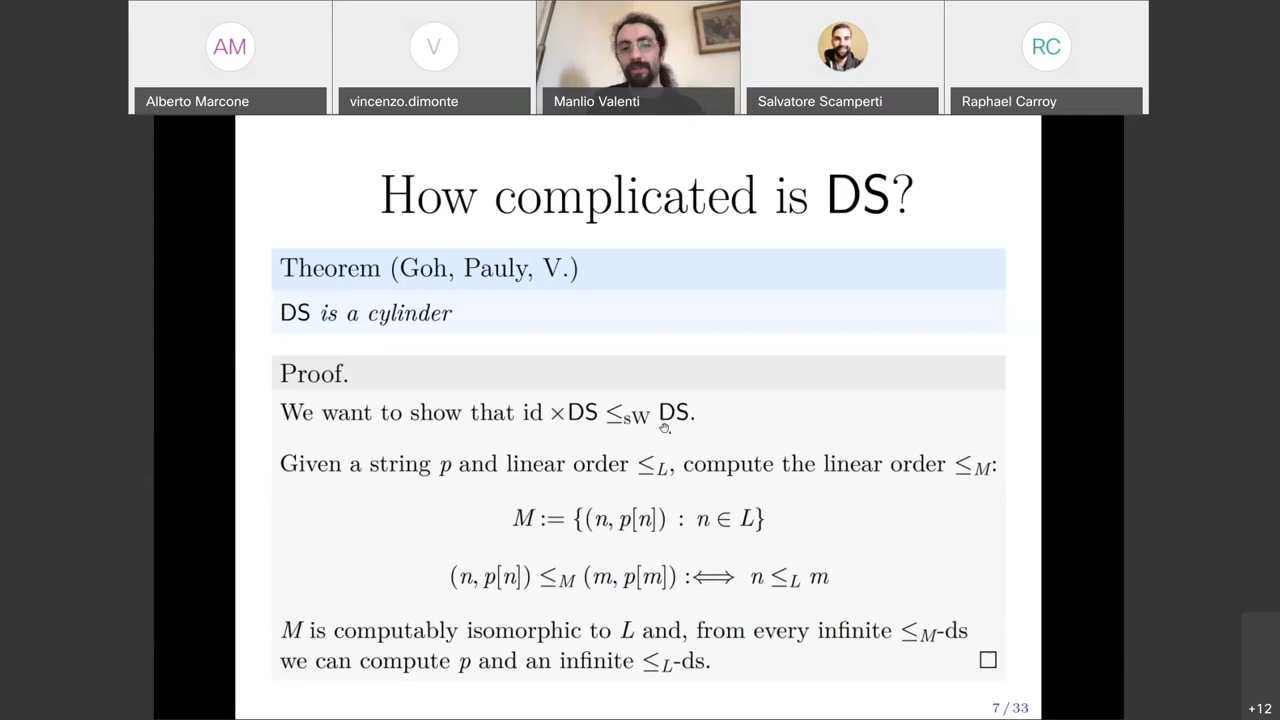 AM
V
RC
Alberto Marcone
vincenzo.dimonte
Manlio Valenti
Salvatore Scamperti
Raphael Carroy
How complicated is DS?
Theorem (Goh, Pauly, V.)
DS is a cylinder
Proof.
We want to show that id ×DS ≤sW DS.
Given a string p and linear order ≤L, compute the linear order ≤M:
M := {(n, p[n]) : n ∈ L}
(n, p[n]) ≤M (m, p[m]) :⟺ n ≤L m
M is computably isomorphic to L and, from every infinite ≤M-ds
we can compute p and an infinite ≤L-ds. □
7 / 33
+12